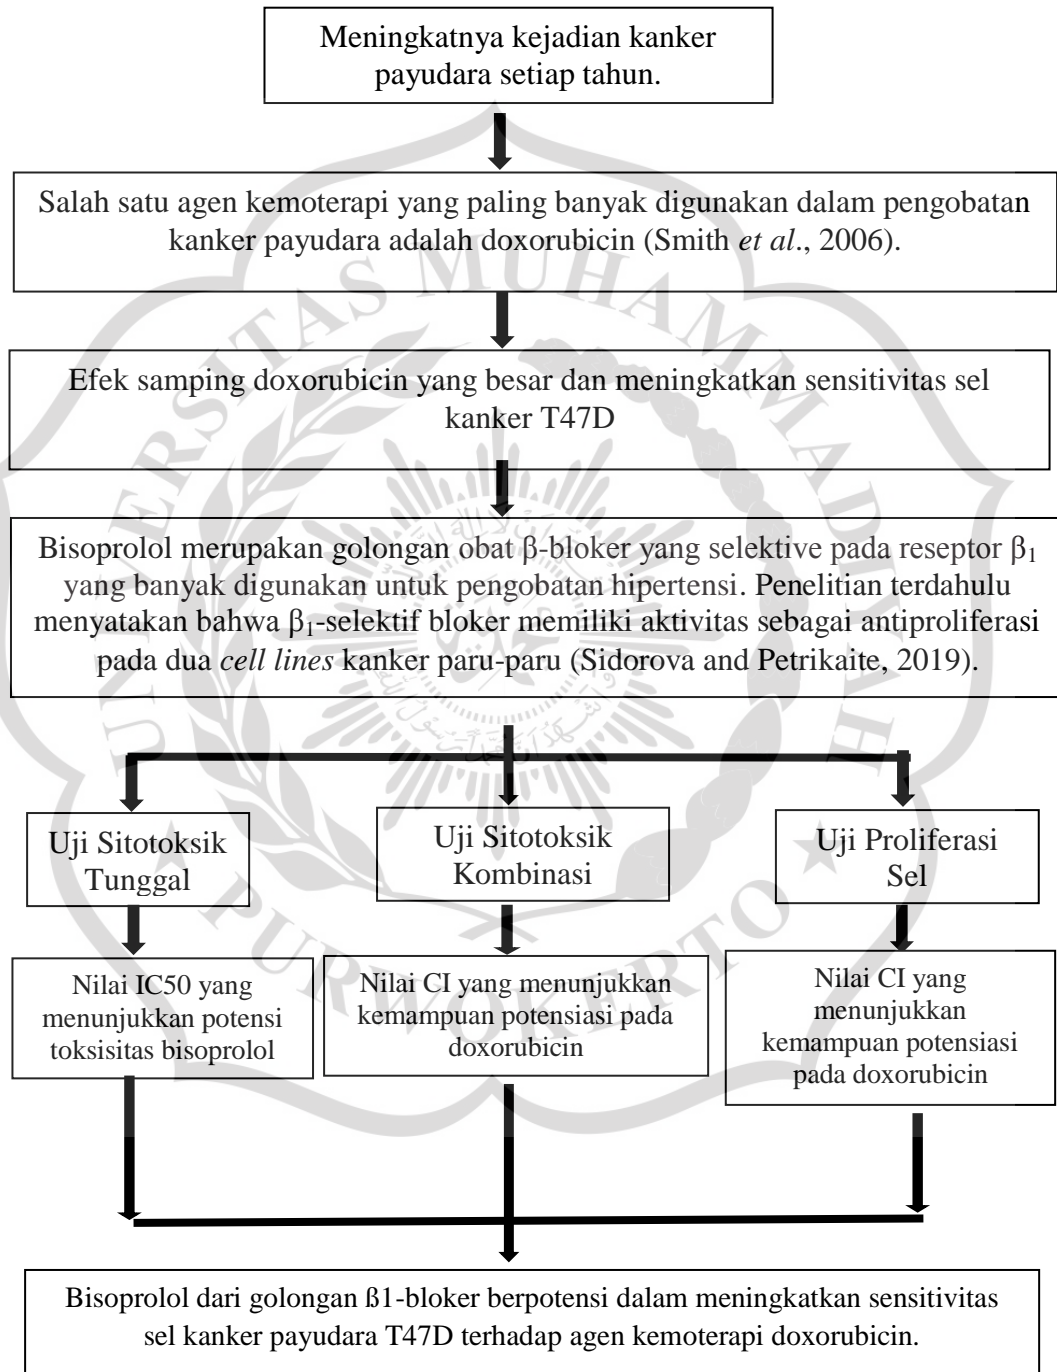 Meningkatnya kejadian kanker
payudara setiap tahun.
Salah satu agen kemoterapi yang paling banyak digunakan dalam pengobatan
kanker payudara adalah doxorubicin (Smith et al., 2006).
Efek samping doxorubicin yang besar dan meningkatkan sensitivitas sel
kanker T47D
Bisoprolol merupakan golongan obat β-bloker yang selektive pada reseptor β₁
yang banyak digunakan untuk pengobatan hipertensi. Penelitian terdahulu
menyatakan bahwa β₁-selektif bloker memiliki aktivitas sebagai antiproliferasi
pada dua cell lines kanker paru-paru (Sidorova and Petrikaite, 2019).
Uji Sitotoksik
Tunggal
Uji Sitotoksik
Kombinasi
Uji Proliferasi
Sel
Nilai IC50 yang
menunjukkan potensi
toksisitas bisoprolol
Nilai CI yang menunjukkan
kemampuan potensiasi pada
doxorubicin
Nilai CI yang
menunjukkan
kemampuan potensiasi
pada doxorubicin
Bisoprolol dari golongan ß1-bloker berpotensi dalam meningkatkan sensitivitas
sel kanker payudara T47D terhadap agen kemoterapi doxorubicin.
UNIVERSITAS MUHAMMADIYAH
PURWOKERTO